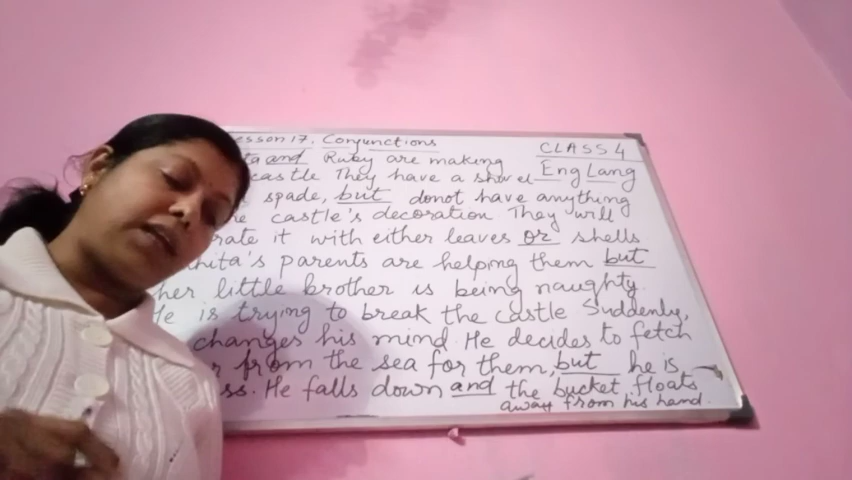 esson 17. Conjunctions
CLASS 4
Eng Lang
ta and Ruby are making
castle They have a shovel
spade, but donot have anything
he castle's decoration They will
rate it with either leaves or shells
hita's parents are helping them but
her little brother is being naughty.
He is trying to break the castle Suddenly,
changes his mind. He decides to fetch
r from the sea for them, but he is
ss. He falls down and the bucket floats
away from his hand.